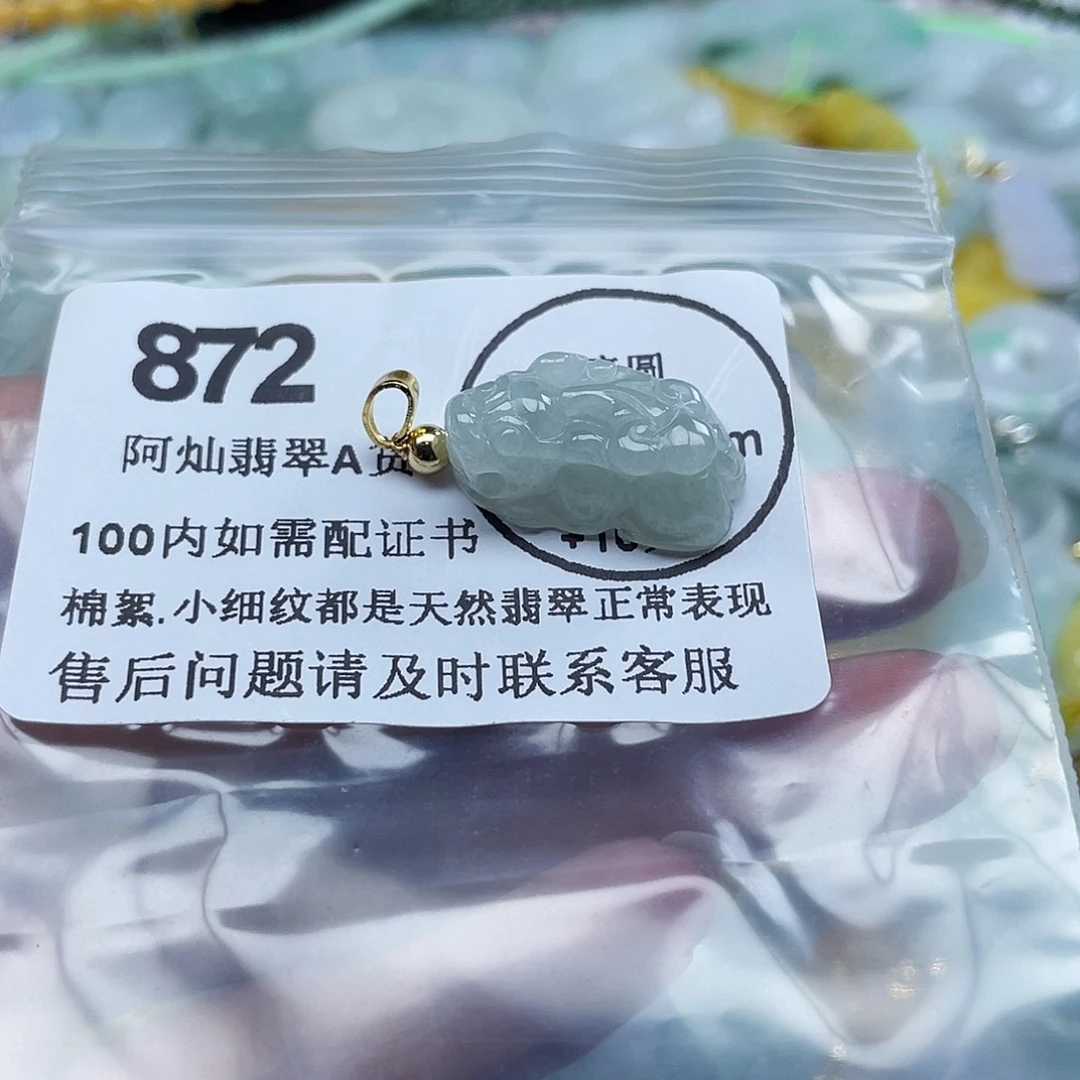 872
圆
阿灿翡翠A货
m
100内如需配证书
棉絮.小细纹都是天然翡翠正常表现
售后问题请及时联系客服